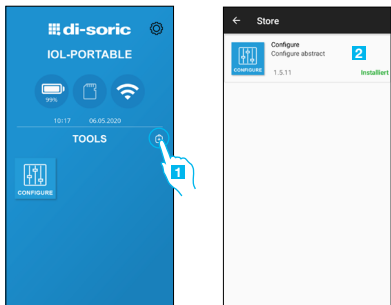 di-soric
IOL-PORTABLE
99%
10:17 06.05.2020
TOOLS
1
CONFIGURE
← Store
Configure
Configure abstract
2
CONFIGURE
1.5.11 Installiert